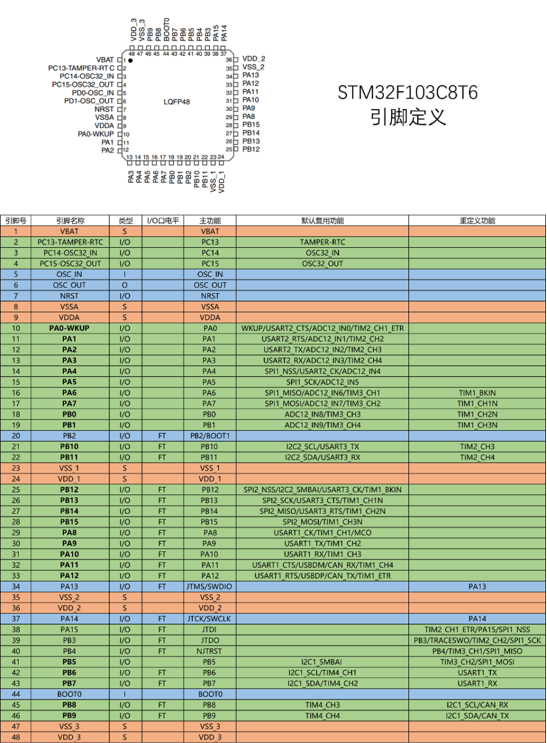 VDD_3
VSS_3
PB9
PB8
BOOT0
PB7
PB6
PB5
PB4
PB3
PA15
PA14
48 47 46 45 44 43 42 41 40 39 38 37
VBAT 1
PC13-TAMPER-RTC 2
PC14-OSC32_IN 3
PC15-OSC32_OUT 4
PD0-OSC_IN 5
PD1-OSC_OUT 6
NRST 7
VSSA 8
VDDA 9
PA0-WKUP 10
PA1 11
PA2 12
LQFP48
36 VDD_2
35 VSS_2
34 PA13
33 PA12
32 PA11
31 PA10
30 PA9
29 PA8
28 PB15
27 PB14
26 PB13
25 PB12
13 14 15 16 17 18 19 20 21 22 23 24
PA3
PA4
PA5
PA6
PA7
PB0
PB1
PB2
PB10
PB11
VSS_1
VDD_1
STM32F103C8T6
引脚定义
引脚号 引脚名称 类型 I/O口电平 主功能 默认复用功能 重定义功能
1 VBAT S VBAT
2 PC13-TAMPER-RTC I/O PC13 TAMPER-RTC
3 PC14-OSC32_IN I/O PC14 OSC32_IN
4 PC15-OSC32_OUT I/O PC15 OSC32_OUT
5 OSC_IN I OSC_IN
6 OSC_OUT O OSC_OUT
7 NRST I/O NRST
8 VSSA S VSSA
9 VDDA S VDDA
10 PA0-WKUP I/O PA0 WKUP/USART2_CTS/ADC12_IN0/TIM2_CH1_ETR
11 PA1 I/O PA1 USART2_RTS/ADC12_IN1/TIM2_CH2
12 PA2 I/O PA2 USART2_TX/ADC12_IN2/TIM2_CH3
13 PA3 I/O PA3 USART2_RX/ADC12_IN3/TIM2_CH4
14 PA4 I/O PA4 SPI1_NSS/USART2_CK/ADC12_IN4
15 PA5 I/O PA5 SPI1_SCK/ADC12_IN5
16 PA6 I/O PA6 SPI1_MISO/ADC12_IN6/TIM3_CH1 TIM1_BKIN
17 PA7 I/O PA7 SPI1_MOSI/ADC12_IN7/TIM3_CH2 TIM1_CH1N
18 PB0 I/O PB0 ADC12_IN8/TIM3_CH3 TIM1_CH2N
19 PB1 I/O PB1 ADC12_IN9/TIM3_CH4 TIM1_CH3N
20 PB2 I/O FT PB2/BOOT1
21 PB10 I/O FT PB10 I2C2_SCL/USART3_TX TIM2_CH3
22 PB11 I/O FT PB11 I2C2_SDA/USART3_RX TIM2_CH4
23 VSS_1 S VSS_1
24 VDD_1 S VDD_1
25 PB12 I/O FT PB12 SPI2_NSS/I2C2_SMBAI/USART3_CK/TIM1_BKIN
26 PB13 I/O FT PB13 SPI2_SCK/USART3_CTS/TIM1_CH1N
27 PB14 I/O FT PB14 SPI2_MISO/USART3_RTS/TIM1_CH2N
28 PB15 I/O FT PB15 SPI2_MOSI/TIM1_CH3N
29 PA8 I/O FT PA8 USART1_CK/TIM1_CH1/MCO
30 PA9 I/O FT PA9 USART1_TX/TIM1_CH2
31 PA10 I/O FT PA10 USART1_RX/TIM1_CH3
32 PA11 I/O FT PA11 USART1_CTS/USBDM/CAN_RX/TIM1_CH4
33 PA12 I/O FT PA12 USART1_RTS/USBDP/CAN_TX/TIM1_ETR
34 PA13 I/O FT JTMS/SWDIO PA13
35 VSS_2 S VSS_2
36 VDD_2 S VDD_2
37 PA14 I/O FT JTCK/SWCLK PA14
38 PA15 I/O FT JTDI TIM2_CH1_ETR/PA15/SPI1_NSS
39 PB3 I/O FT JTDO PB3/TRACESWO/TIM2_CH2/SPI1_SCK
40 PB4 I/O FT NJTRST PB4/TIM3_CH1/SPI1_MISO
41 PB5 I/O PB5 I2C1_SMBAI TIM3_CH2/SPI1_MOSI
42 PB6 I/O FT PB6 I2C1_SCL/TIM4_CH1 USART1_TX
43 PB7 I/O FT PB7 I2C1_SDA/TIM4_CH2 USART1_RX
44 BOOT0 I BOOT0
45 PB8 I/O FT PB8 TIM4_CH3 I2C1_SCL/CAN_RX
46 PB9 I/O FT PB9 TIM4_CH4 I2C1_SDA/CAN_TX
47 VSS_3 S VSS_3
48 VDD_3 S VDD_3